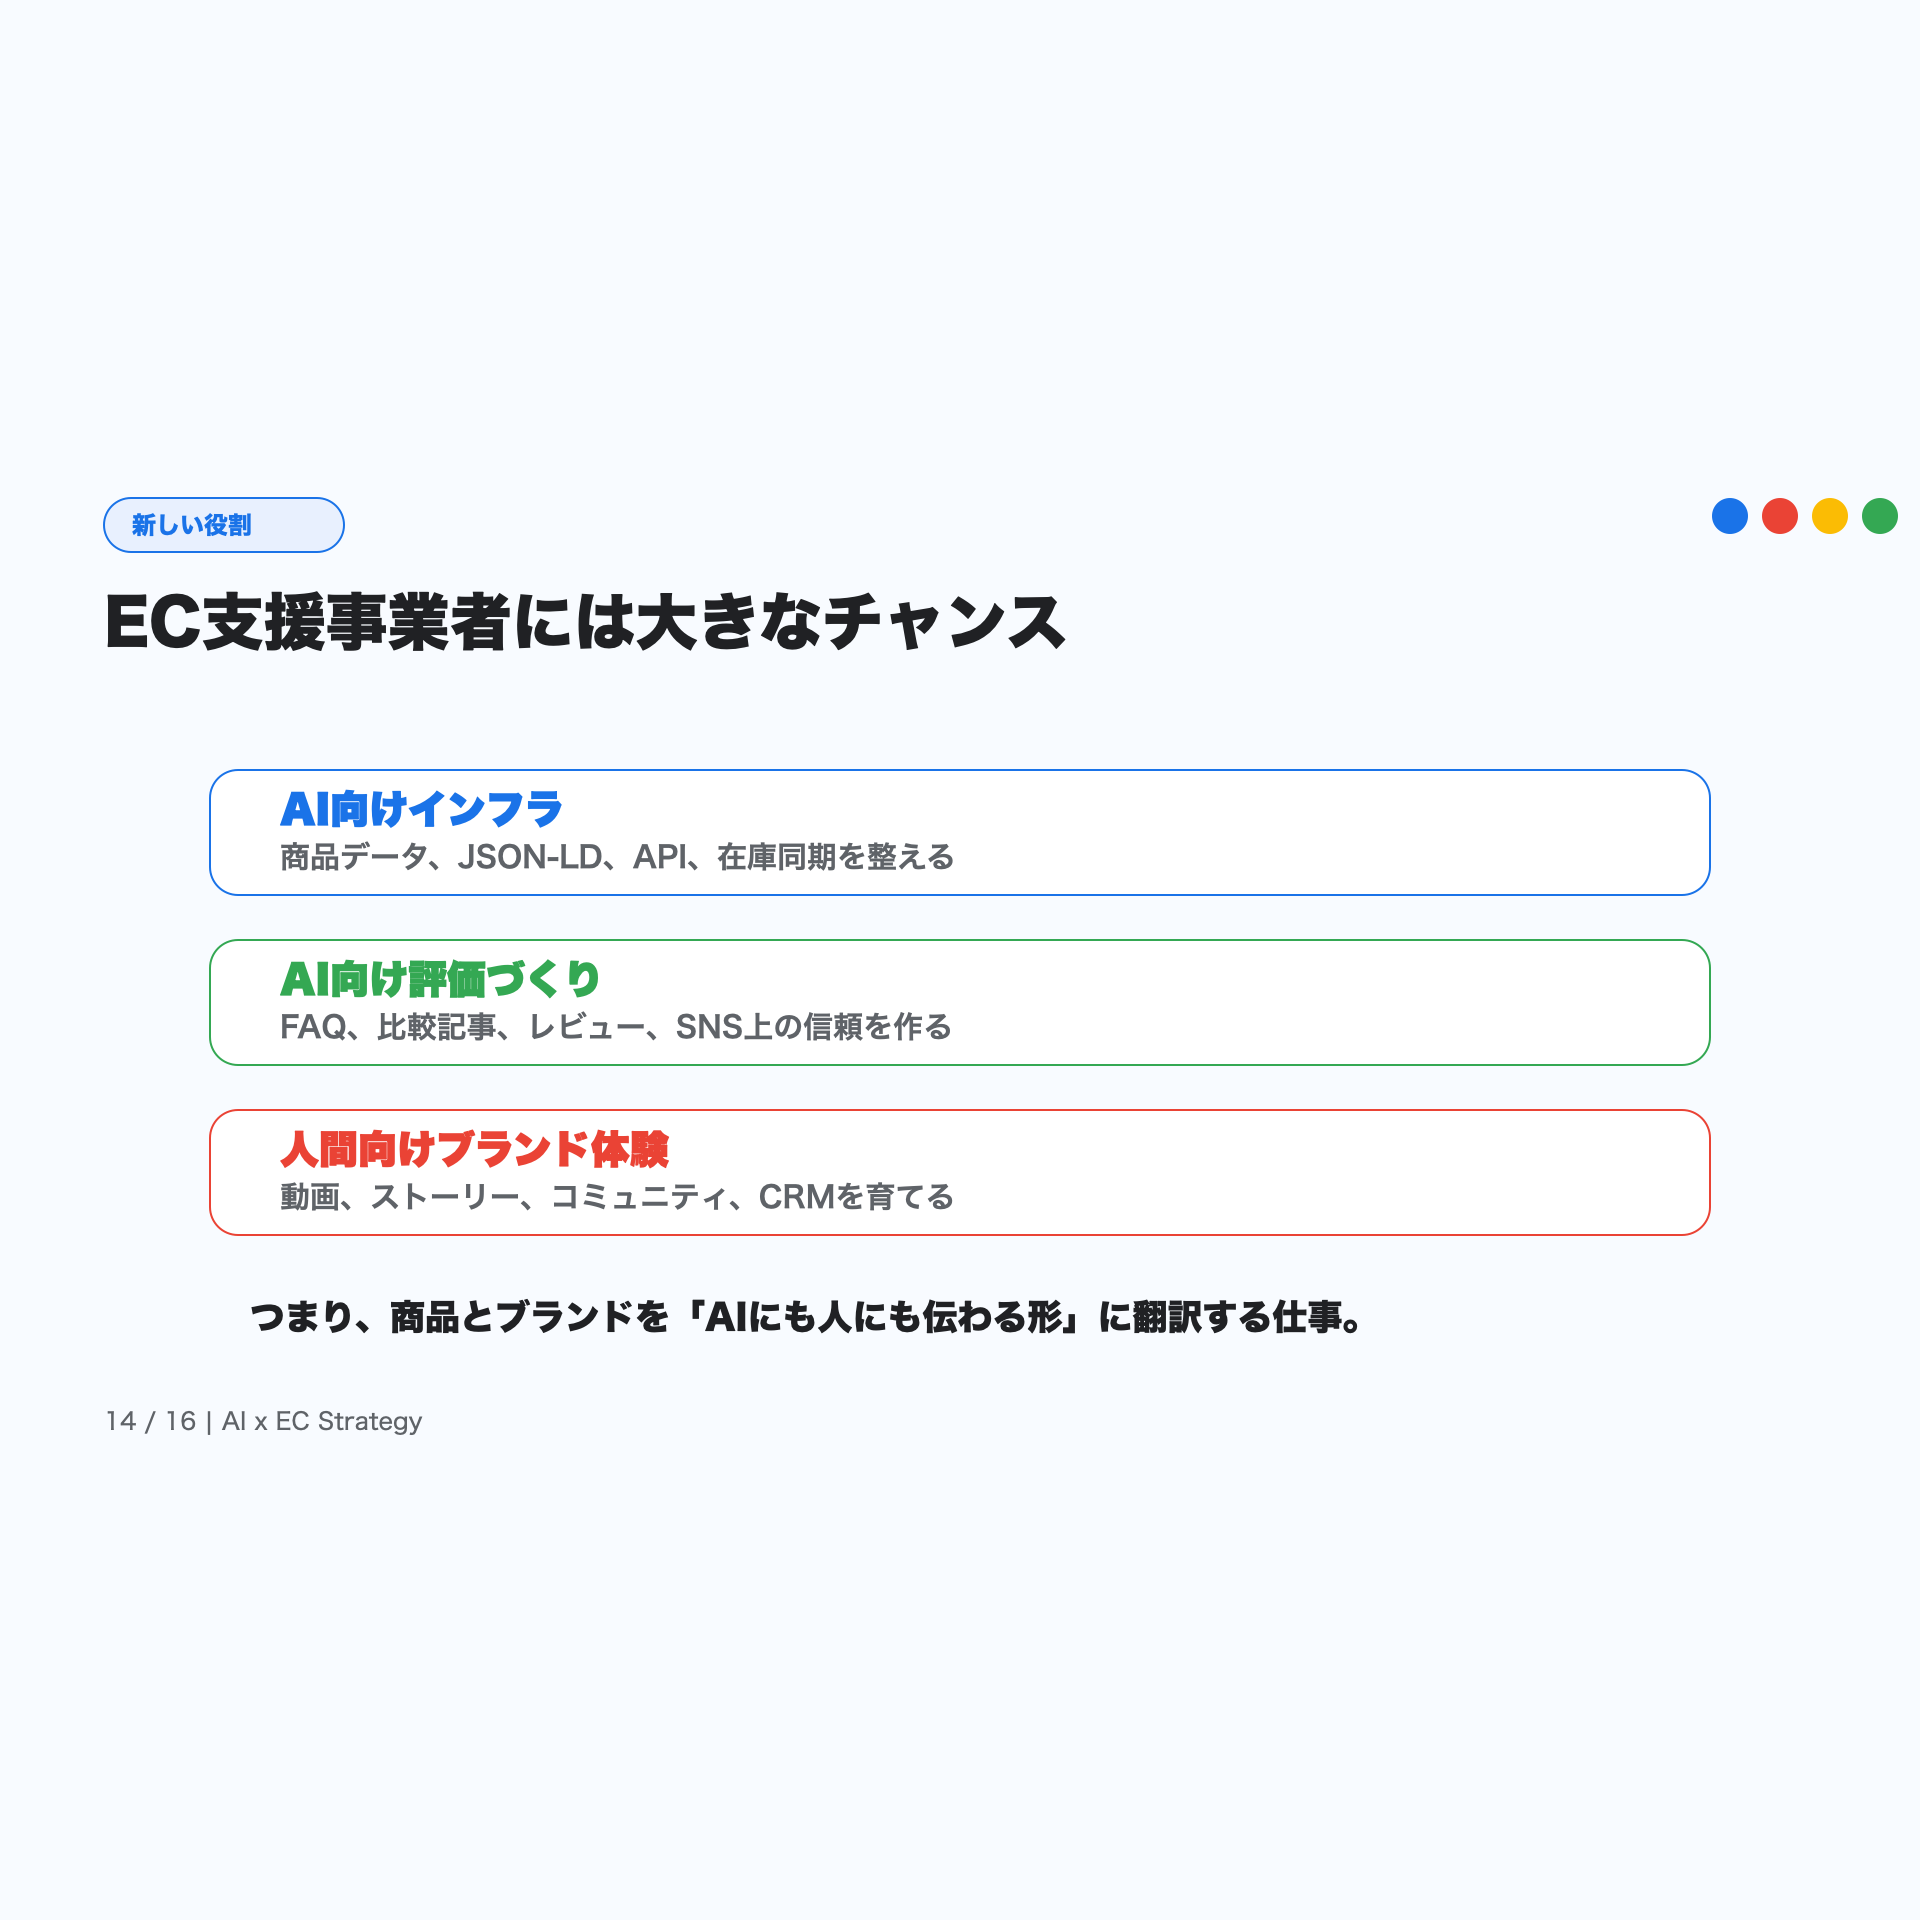 新しい役割
EC支援事業者には大きなチャンス
AI向けインフラ
商品データ、JSON-LD、API、在庫同期を整える
AI向け評価づくり
FAQ、比較記事、レビュー、SNS上の信頼を作る
人間向けブランド体験
動画、ストーリー、コミュニティ、CRMを育てる
つまり、商品とブランドを「AIにも人にも伝わる形」に翻訳する仕事。
14 / 16 | AI x EC Strategy